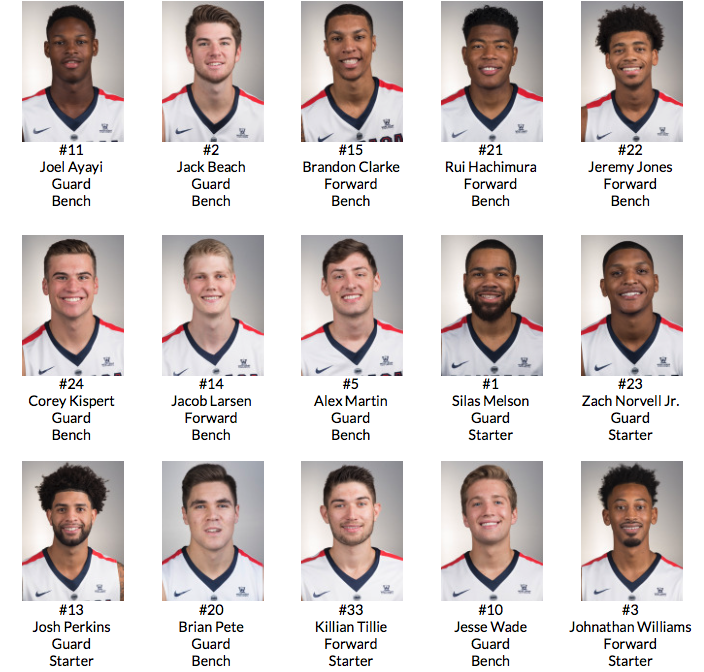 #11
Joel Ayayi
Guard
Bench
#2
Jack Beach
Guard
Bench
#15
Brandon Clarke
Forward
Bench
#21
Rui Hachimura
Forward
Bench
#22
Jeremy Jones
Forward
Bench
#24
Corey Kispert
Guard
Bench
#14
Jacob Larsen
Forward
Bench
#5
Alex Martin
Guard
Bench
#1
Silas Melson
Guard
Starter
#23
Zach Norvell Jr.
Guard
Starter
#13
Josh Perkins
Guard
Starter
#20
Brian Pete
Guard
Bench
#33
Killian Tillie
Forward
Starter
#10
Jesse Wade
Guard
Bench
#3
Johnathan Williams
Forward
Starter